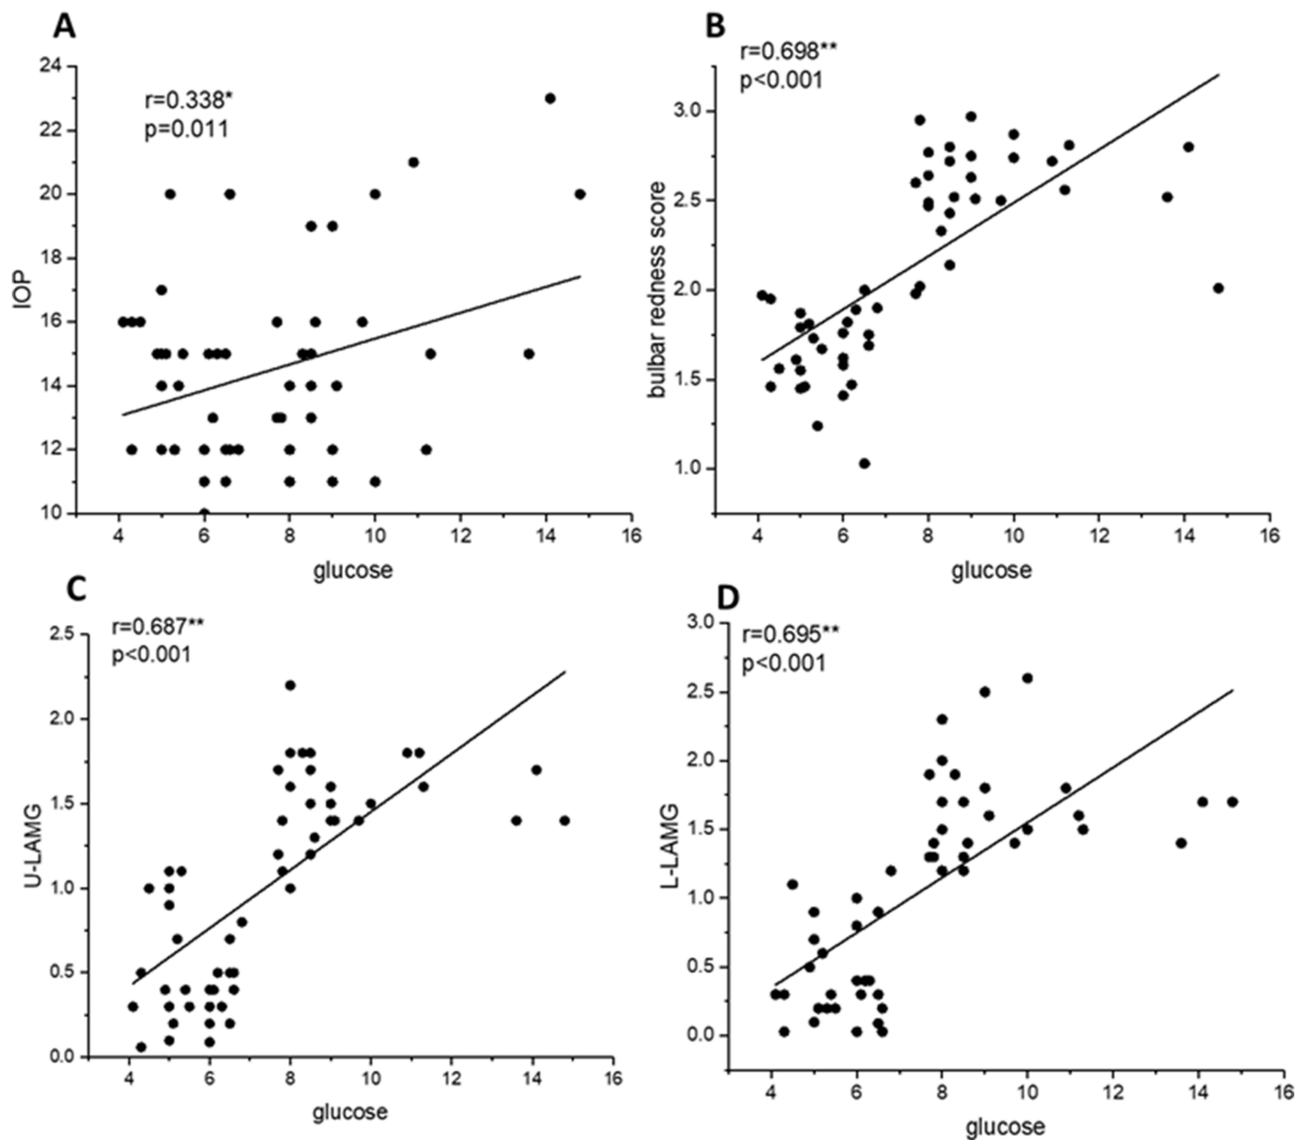 A
r=0.338*
p=0.011
24
22
20
18
16
14
12
10
IOP
4 6 8 10 12 14 16
glucose
B
r=0.698**
p<0.001
3.0
2.5
2.0
1.5
1.0
bulbar redness score
4 6 8 10 12 14 16
glucose
C
r=0.687**
p<0.001
2.5
2.0
1.5
1.0
0.5
0.0
U-LAMG
4 6 8 10 12 14 16
glucose
D
r=0.695**
p<0.001
3.0
2.5
2.0
1.5
1.0
0.5
0.0
L-LAMG
4 6 8 10 12 14 16
glucose